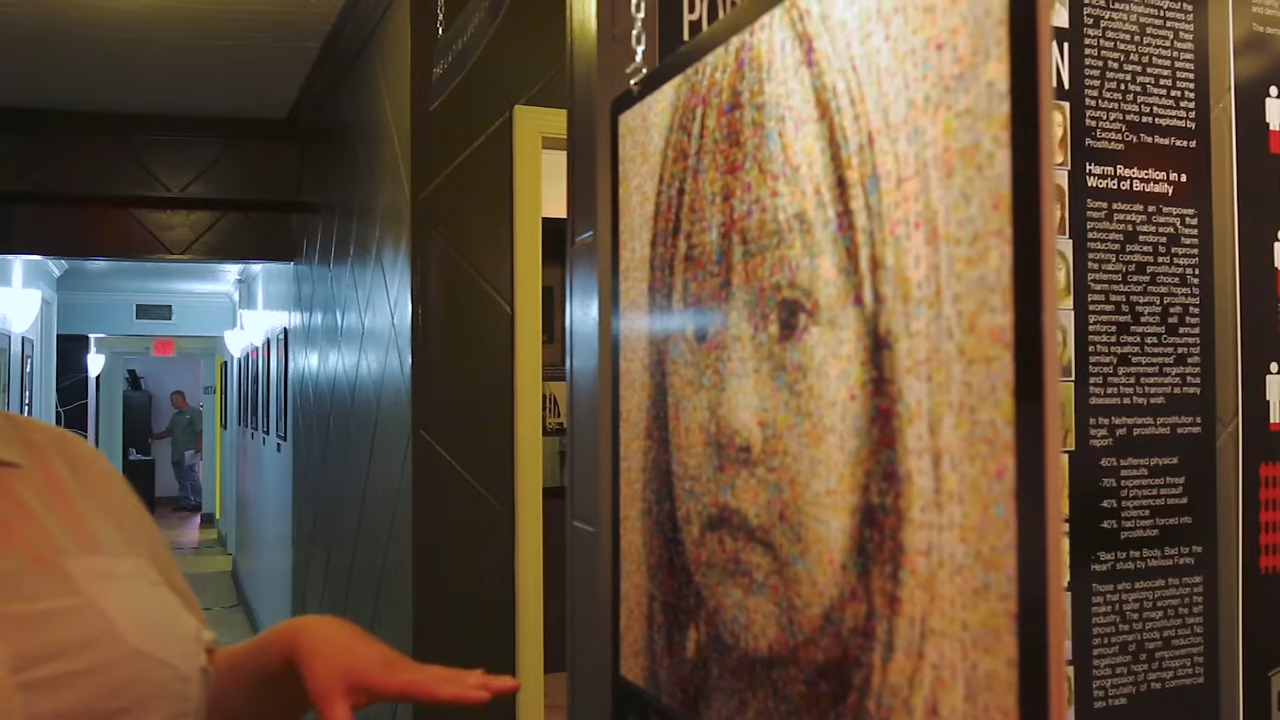 THE LOVIN
PO
EXIT
N
article. Laura features a series of
photographs of women arrested
for prostitution, showing their
rapid decline in physical health
and their faces contorted in pain
and misery. All of these series
show the same woman; some
over several years and some
over just a few. These are the
real faces of prostitution, what
the future holds for thousands of
young girls who are exploited by
the industry.
- Exodus Cry, The Real Face of
Prostitution
Harm Reduction in a
World of Brutality
Some advocate an "empower-
ment" paradigm claiming that
prostitution is viable work. These
advocates endorse harm
reduction policies to improve
working conditions and support
the viability of prostitution as a
preferred career choice. The
"harm reduction" model hopes to
pass laws requiring prostituted
women to register with the
government, which will then
enforce mandated annual
medical check ups. Consumers
in this equation, however, are not
similarly "empowered" with
forced government registration
and medical examination, thus
they are free to transmit as many
diseases as they wish.
In the Netherlands, prostitution is
legal, yet prostituted women
report:
-60% suffered physical
assaults
-70% experienced threat
of physical assault
-40% experienced sexual
violence
-40% had been forced into
prostitution
- "Bad for the Body, Bad for the
Heart" study by Melissa Farley
Those who advocate this model
say that legalizing prostitution will
make it safer for women in the
industry. The image to the left
shows the toll prostitution takes
on a woman's body and soul. No
amount of harm reduction,
legalization or empowerment
holds any hope of stopping the
progression of damage done by
the brutality of the commercial
sex trade.
and de
The de